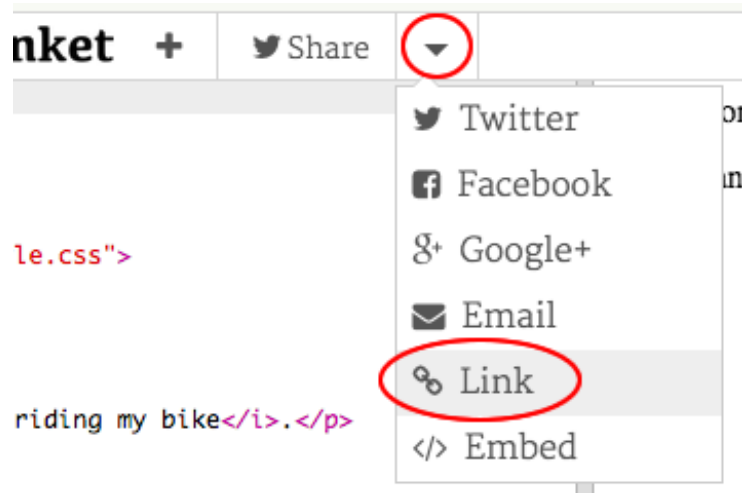 nket + Share
Twitter
Facebook
Google+
le.css">
Email
Link
riding my bike</i>.</p>
</> Embed